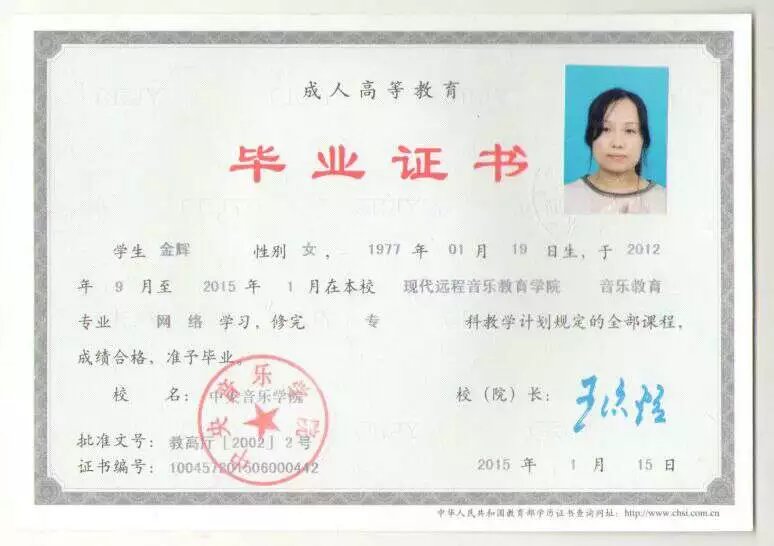 成人高等教育
毕业证书
学生 金辉 性别 女，1977 年 01 月 19 日生，于 2012
年 9 月至 2015 年 1 月在本校 现代远程音乐教育学院 音乐教育
专业 网络 学习，修完 专 科教学计划规定的全部课程，
成绩合格，准予毕业。
校 名：中央音乐学院 校（院）长：
中央音乐学院
批准文号：教高厅［2002］2号
证书编号：100457201506000442 2015 年 1 月 15 日
中华人民共和国教育部学历证书查询网址：http://www.chsi.com.cn